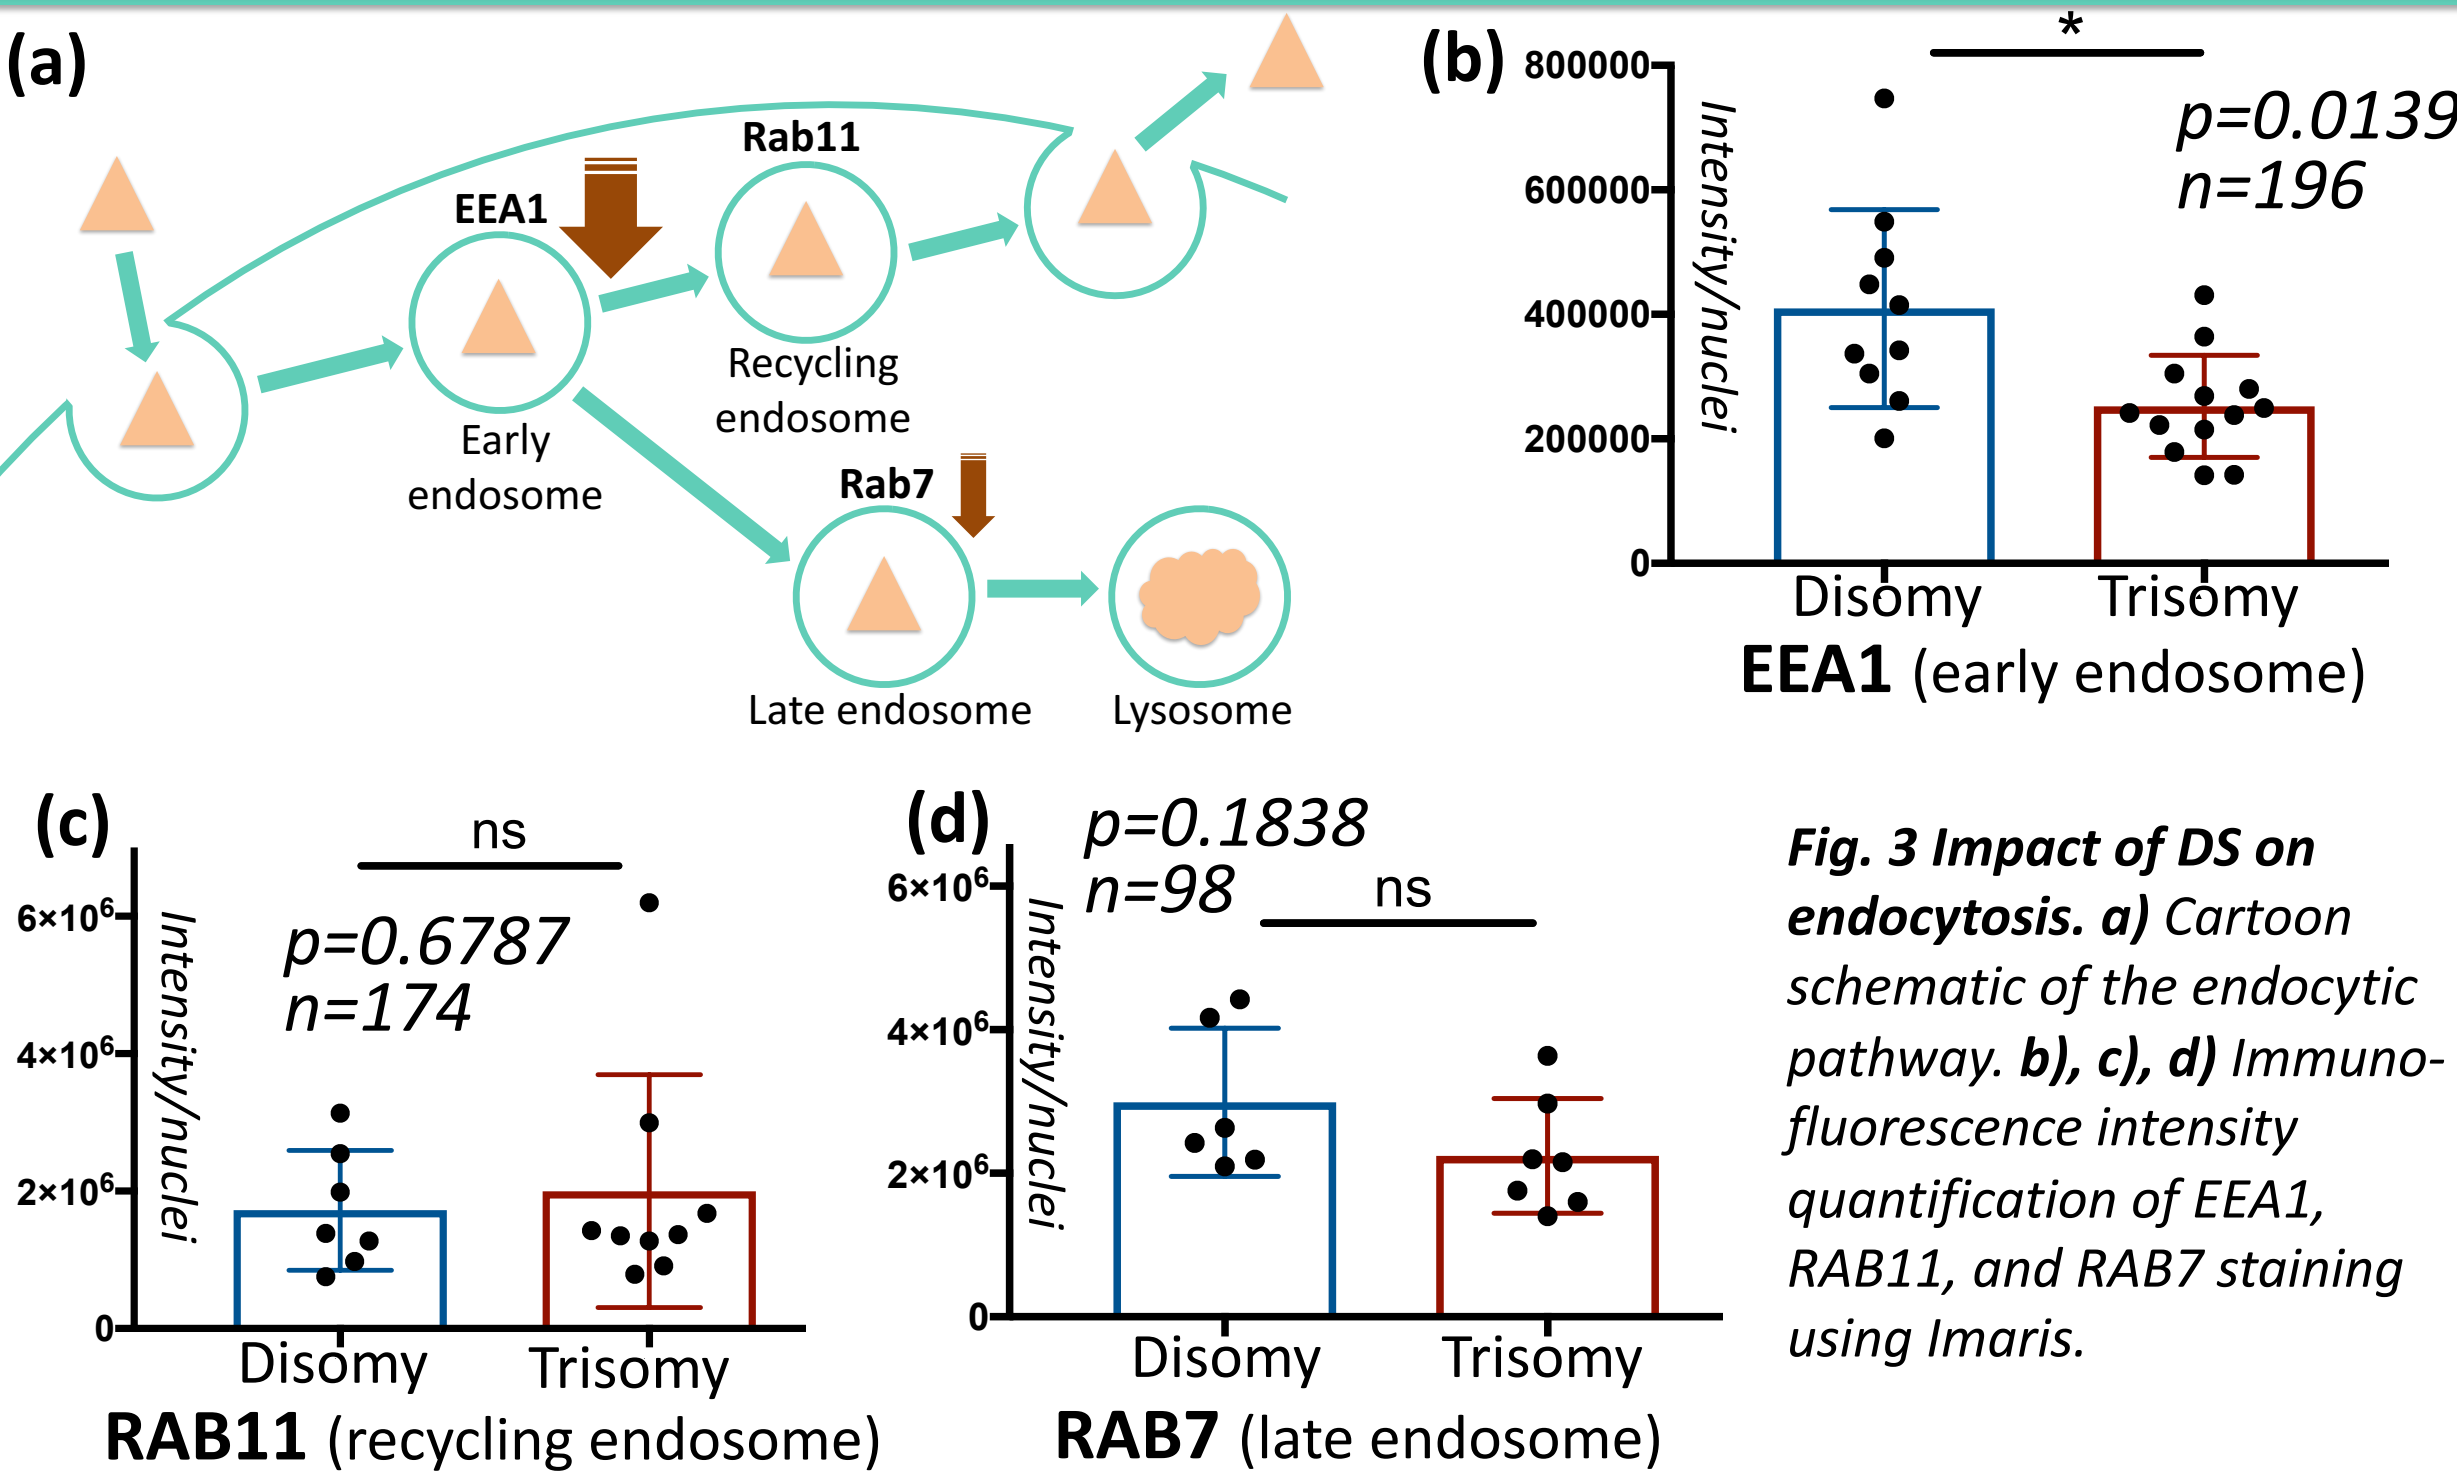 (a)
Rab11
EEA1
Recycling
endosome
Early
endosome
Rab7
Late endosome
Lysosome
(b)
*
800000
600000
400000
200000
0
Intensity/nuclei
p=0.0139
n=196
Disomy
Trisomy
EEA1 (early endosome)
(c)
ns
6×10⁶
4×10⁶
2×10⁶
0
Intensity/nuclei
p=0.6787
n=174
Disomy
Trisomy
RAB11 (recycling endosome)
(d)
p=0.1838
n=98
ns
6×10⁶
4×10⁶
2×10⁶
0
Intensity/nuclei
Disomy
Trisomy
RAB7 (late endosome)
Fig. 3 Impact of DS on
endocytosis. a) Cartoon
schematic of the endocytic
pathway. b), c), d) Immuno-
fluorescence intensity
quantification of EEA1,
RAB11, and RAB7 staining
using Imaris.